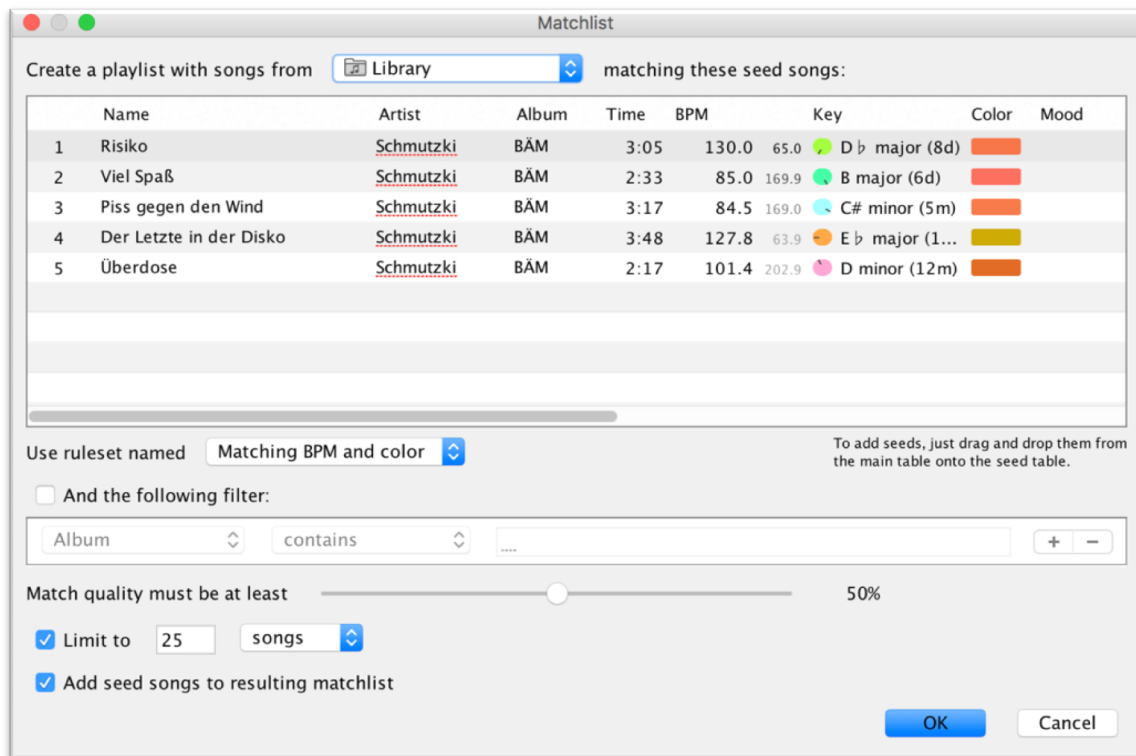 Matchlist
Create a playlist with songs from Library matching these seed songs:
Name Artist Album Time BPM Key Color Mood
1 Risiko Schmutzki BÄM 3:05 130.0 65.0 D♭ major (8d)
2 Viel Spaß Schmutzki BÄM 2:33 85.0 169.9 B major (6d)
3 Piss gegen den Wind Schmutzki BÄM 3:17 84.5 169.0 C# minor (5m)
4 Der Letzte in der Disko Schmutzki BÄM 3:48 127.8 63.9 E♭ major (1...
5 Überdose Schmutzki BÄM 2:17 101.4 202.9 D minor (12m)
Use ruleset named Matching BPM and color
To add seeds, just drag and drop them from
the main table onto the seed table.
And the following filter:
Album contains .... + −
Match quality must be at least 50%
Limit to 25 songs
Add seed songs to resulting matchlist
OK Cancel